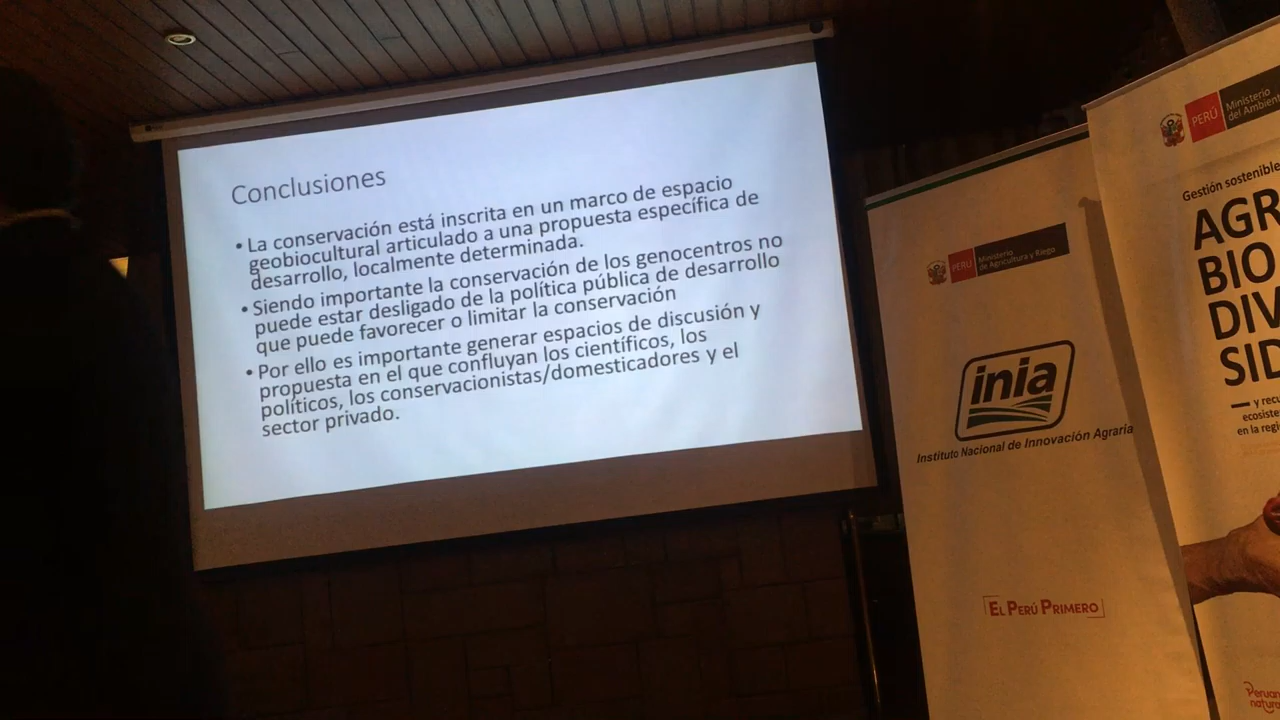 Conclusiones
• La conservación está inscrita en un marco de espacio
geobiocultural articulado a una propuesta específica de
desarrollo, localmente determinada.
• Siendo importante la conservación de los genocentros no
puede estar desligado de la política pública de desarrollo
que puede favorecer o limitar la conservación
• Por ello es importante generar espacios de discusión y
propuesta en el que confluyan los científicos, los
políticos, los conservacionistas/domesticadores y el
sector privado.
PERÚ
Ministerio
de Agricultura y Riego
inia
Instituto Nacional de Innovación Agraria
EL PERÚ PRIMERO
PERÚ
Ministerio
del Ambien
Gestión sostenible
AGR
BIO
DIV
SID
y recu
ecosiste
en la regi
Peruan
natura